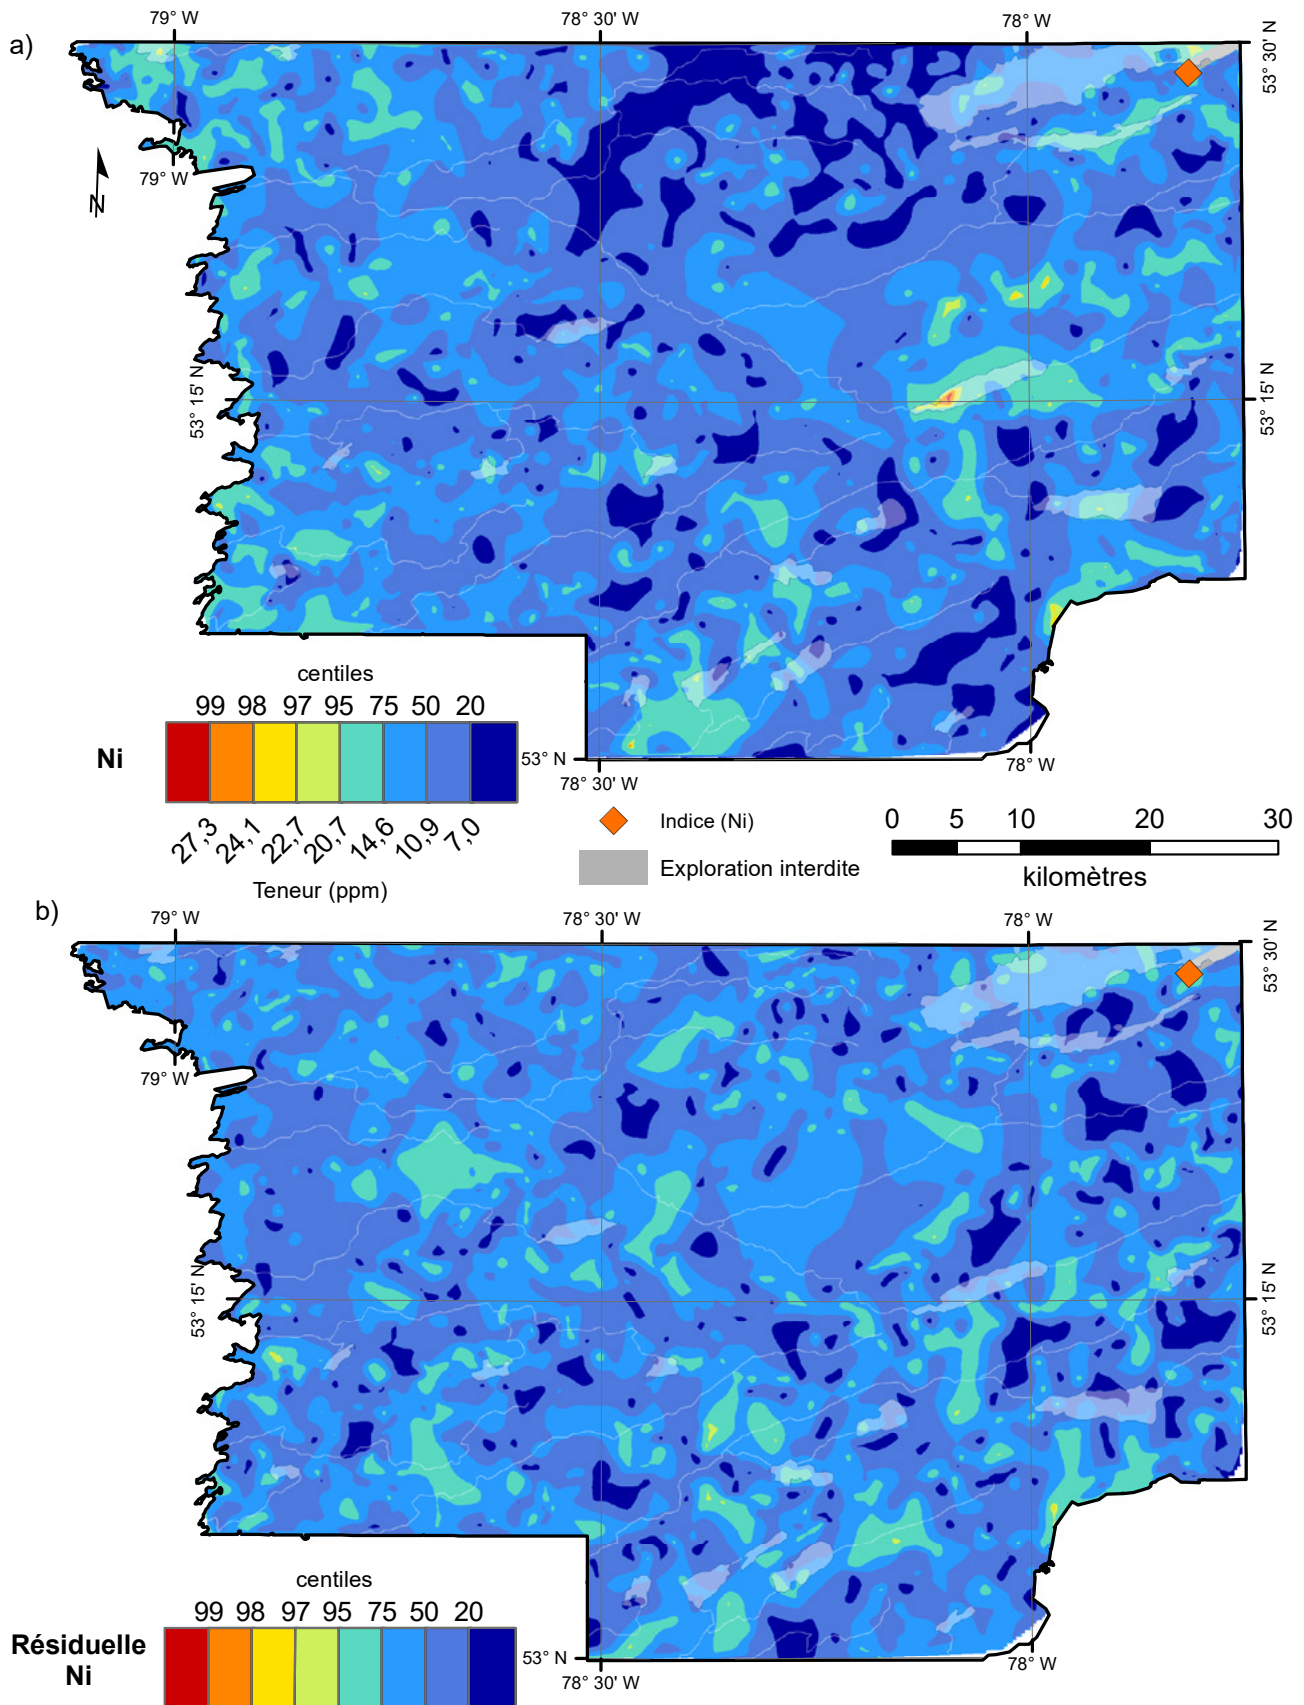 a)
79° W
78° 30' W
78° W
53° 30' N
79° W
N
53° 15' N
53° 15' N
centiles
99 98 97 95 75 50 20
Ni
27,3 24,1 22,7 20,7 14,6 10,9 7,0
Teneur (ppm)
53° N
78° 30' W
78° W
Indice (Ni)
Exploration interdite
0 5 10 20 30
kilomètres
b)
79° W
78° 30' W
78° W
53° 30' N
79° W
53° 15' N
53° 15' N
centiles
99 98 97 95 75 50 20
Résiduelle
Ni
53° N
78° 30' W
78° W